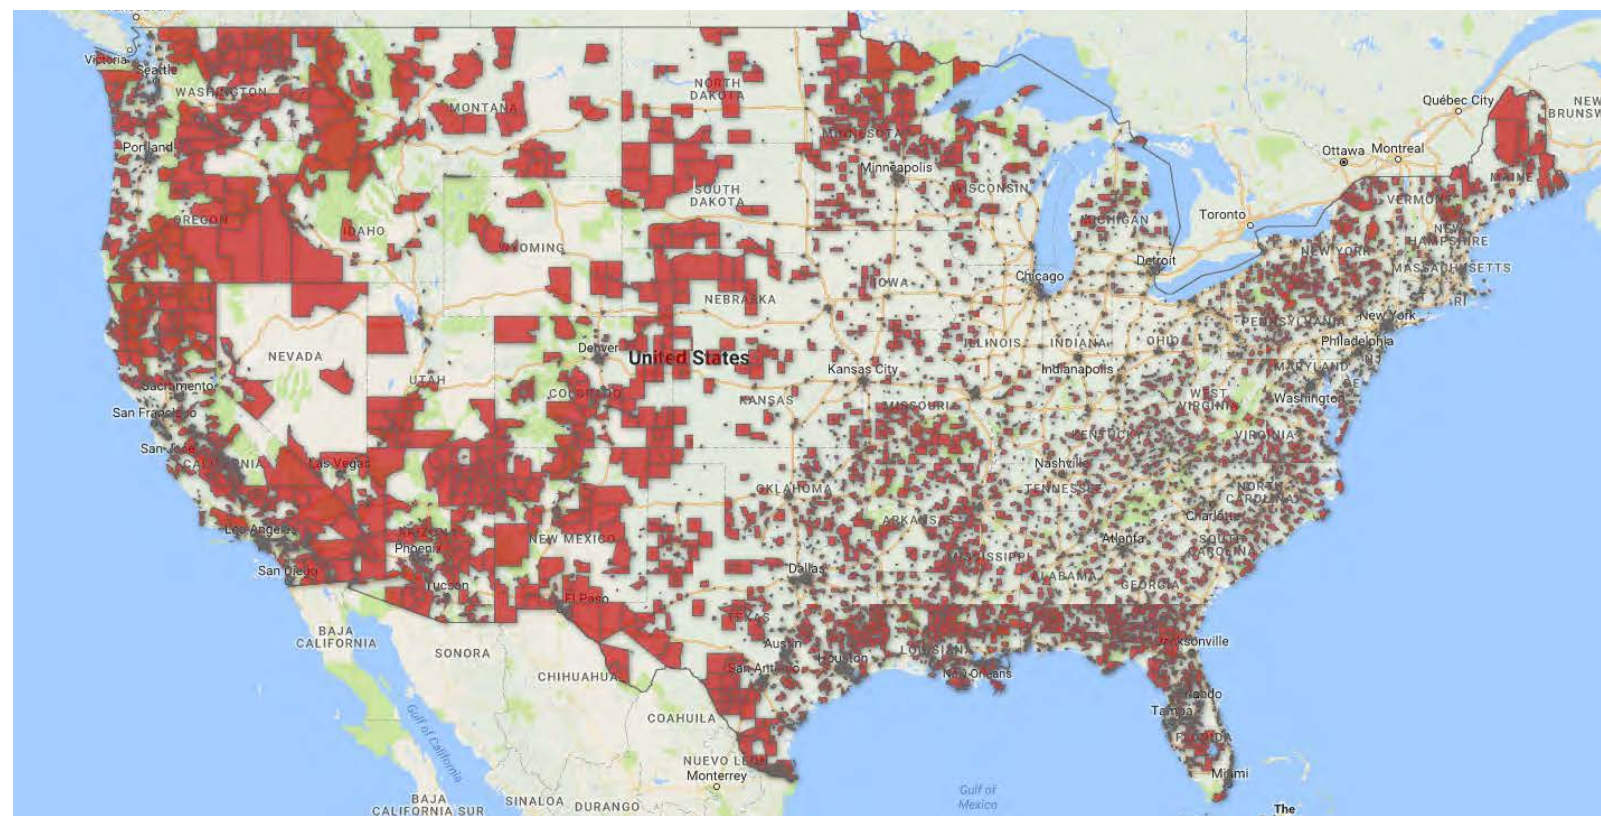 Victoria
Seattle
WASHINGTON
MONTANA
NORTH
DAKOTA
MINNESOTA
Québec City
NEW
BRUNSW
Ottawa
Montreal
Portland
Minneapolis
MAINE
SOUTH
DAKOTA
WISCONSIN
VERMONT
OREGON
IDAHO
Toronto
MICHIGAN
NEW
HAMPSHIRE
WYOMING
NEW YORK
Detroit
MASSACHUSETTS
Chicago
IOWA
RI
NEBRASKA
PENNSYLVANIA
New York
NEVADA
Denver
United States
ILLINOIS
INDIANA
OHIO
Philadelphia
NJ
Kansas City
Indianapolis
MARYLAND
DE
Sacramento
UTAH
COLORADO
KANSAS
MISSOURI
WEST
VIRGINIA
Washington
San Francisco
San Jose
CALIFORNIA
Las Vegas
KENTUCKY
VIRGINIA
Nashville
OKLAHOMA
TENNESSEE
NORTH
CAROLINA
Los Angeles
ARIZONA
Phoenix
NEW MEXICO
ARKANSAS
Charlotte
SOUTH
CAROLINA
Atlanta
San Diego
MISSISSIPPI
Dallas
ALABAMA
GEORGIA
Tucson
El Paso
TEXAS
BAJA
CALIFORNIA
SONORA
Austin
Houston
LOUISIANA
Jacksonville
CHIHUAHUA
San Antonio
New Orleans
Orlando
COAHUILA
Tampa
Gulf of California
FLORIDA
NUEVO LEON
Monterrey
Miami
BAJA
CALIFORNIA SUR
SINALOA
DURANGO
Gulf of
Mexico
The